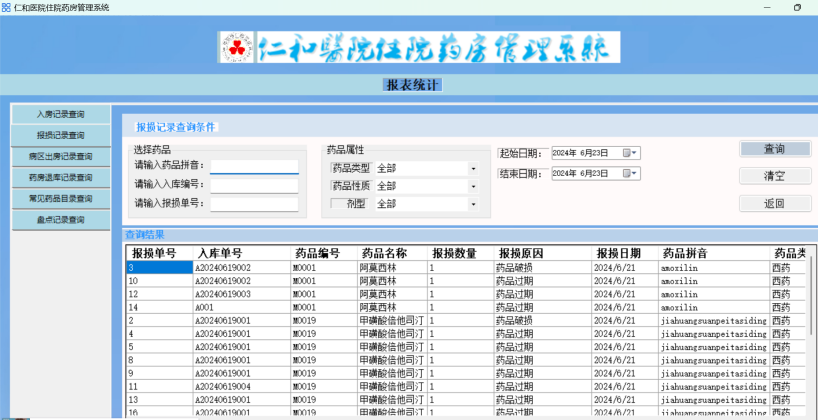 仁和医院住院药房管理系统
仁和醫院住院药房管理系統
报表统计
入房记录查询
报损记录查询
病区出房记录查询
药房退库记录查询
常见药品目录查询
盘点记录查询
报损记录查询条件
选择药品
请输入药品拼音：
请输入入库编号：
请输入报损单号：
药品属性
药品类型 全部
药品性质 全部
剂型 全部
起始日期： 2024年 6月23日
结束日期： 2024年 6月23日
查询
清空
返回
查询结果
报损单号 入库单号 药品编号 药品名称 报损数量 报损原因 报损日期 药品拼音 药品类
3 A20240619002 M0001 阿莫西林 1 药品破损 2024/6/21 amoxilin 西药
10 A20240619002 M0001 阿莫西林 1 药品过期 2024/6/21 amoxilin 西药
12 A20240619003 M0001 阿莫西林 1 药品过期 2024/6/21 amoxilin 西药
14 A001 M0001 阿莫西林 1 药品过期 2024/6/21 amoxilin 西药
2 A20240619001 M0019 甲磺酸倍他司汀 1 药品破损 2024/6/21 jiahuangsuanpeitasiding 西药
4 A20240619001 M0019 甲磺酸倍他司汀 1 药品过期 2024/6/21 jiahuangsuanpeitasiding 西药
5 A20240619001 M0019 甲磺酸倍他司汀 1 药品过期 2024/6/21 jiahuangsuanpeitasiding 西药
8 A20240619001 M0019 甲磺酸倍他司汀 1 药品过期 2024/6/21 jiahuangsuanpeitasiding 西药
9 A20240619001 M0019 甲磺酸倍他司汀 1 药品过期 2024/6/21 jiahuangsuanpeitasiding 西药
11 A20240619004 M0019 甲磺酸倍他司汀 1 药品过期 2024/6/21 jiahuangsuanpeitasiding 西药
13 A20240619001 M0019 甲磺酸倍他司汀 1 药品过期 2024/6/21 jiahuangsuanpeitasiding 西药
16 A20240619001 M0019 甲磺酸倍他司汀 1 药品过期 2024/6/21 jiahuangsuanpeitasiding 西药